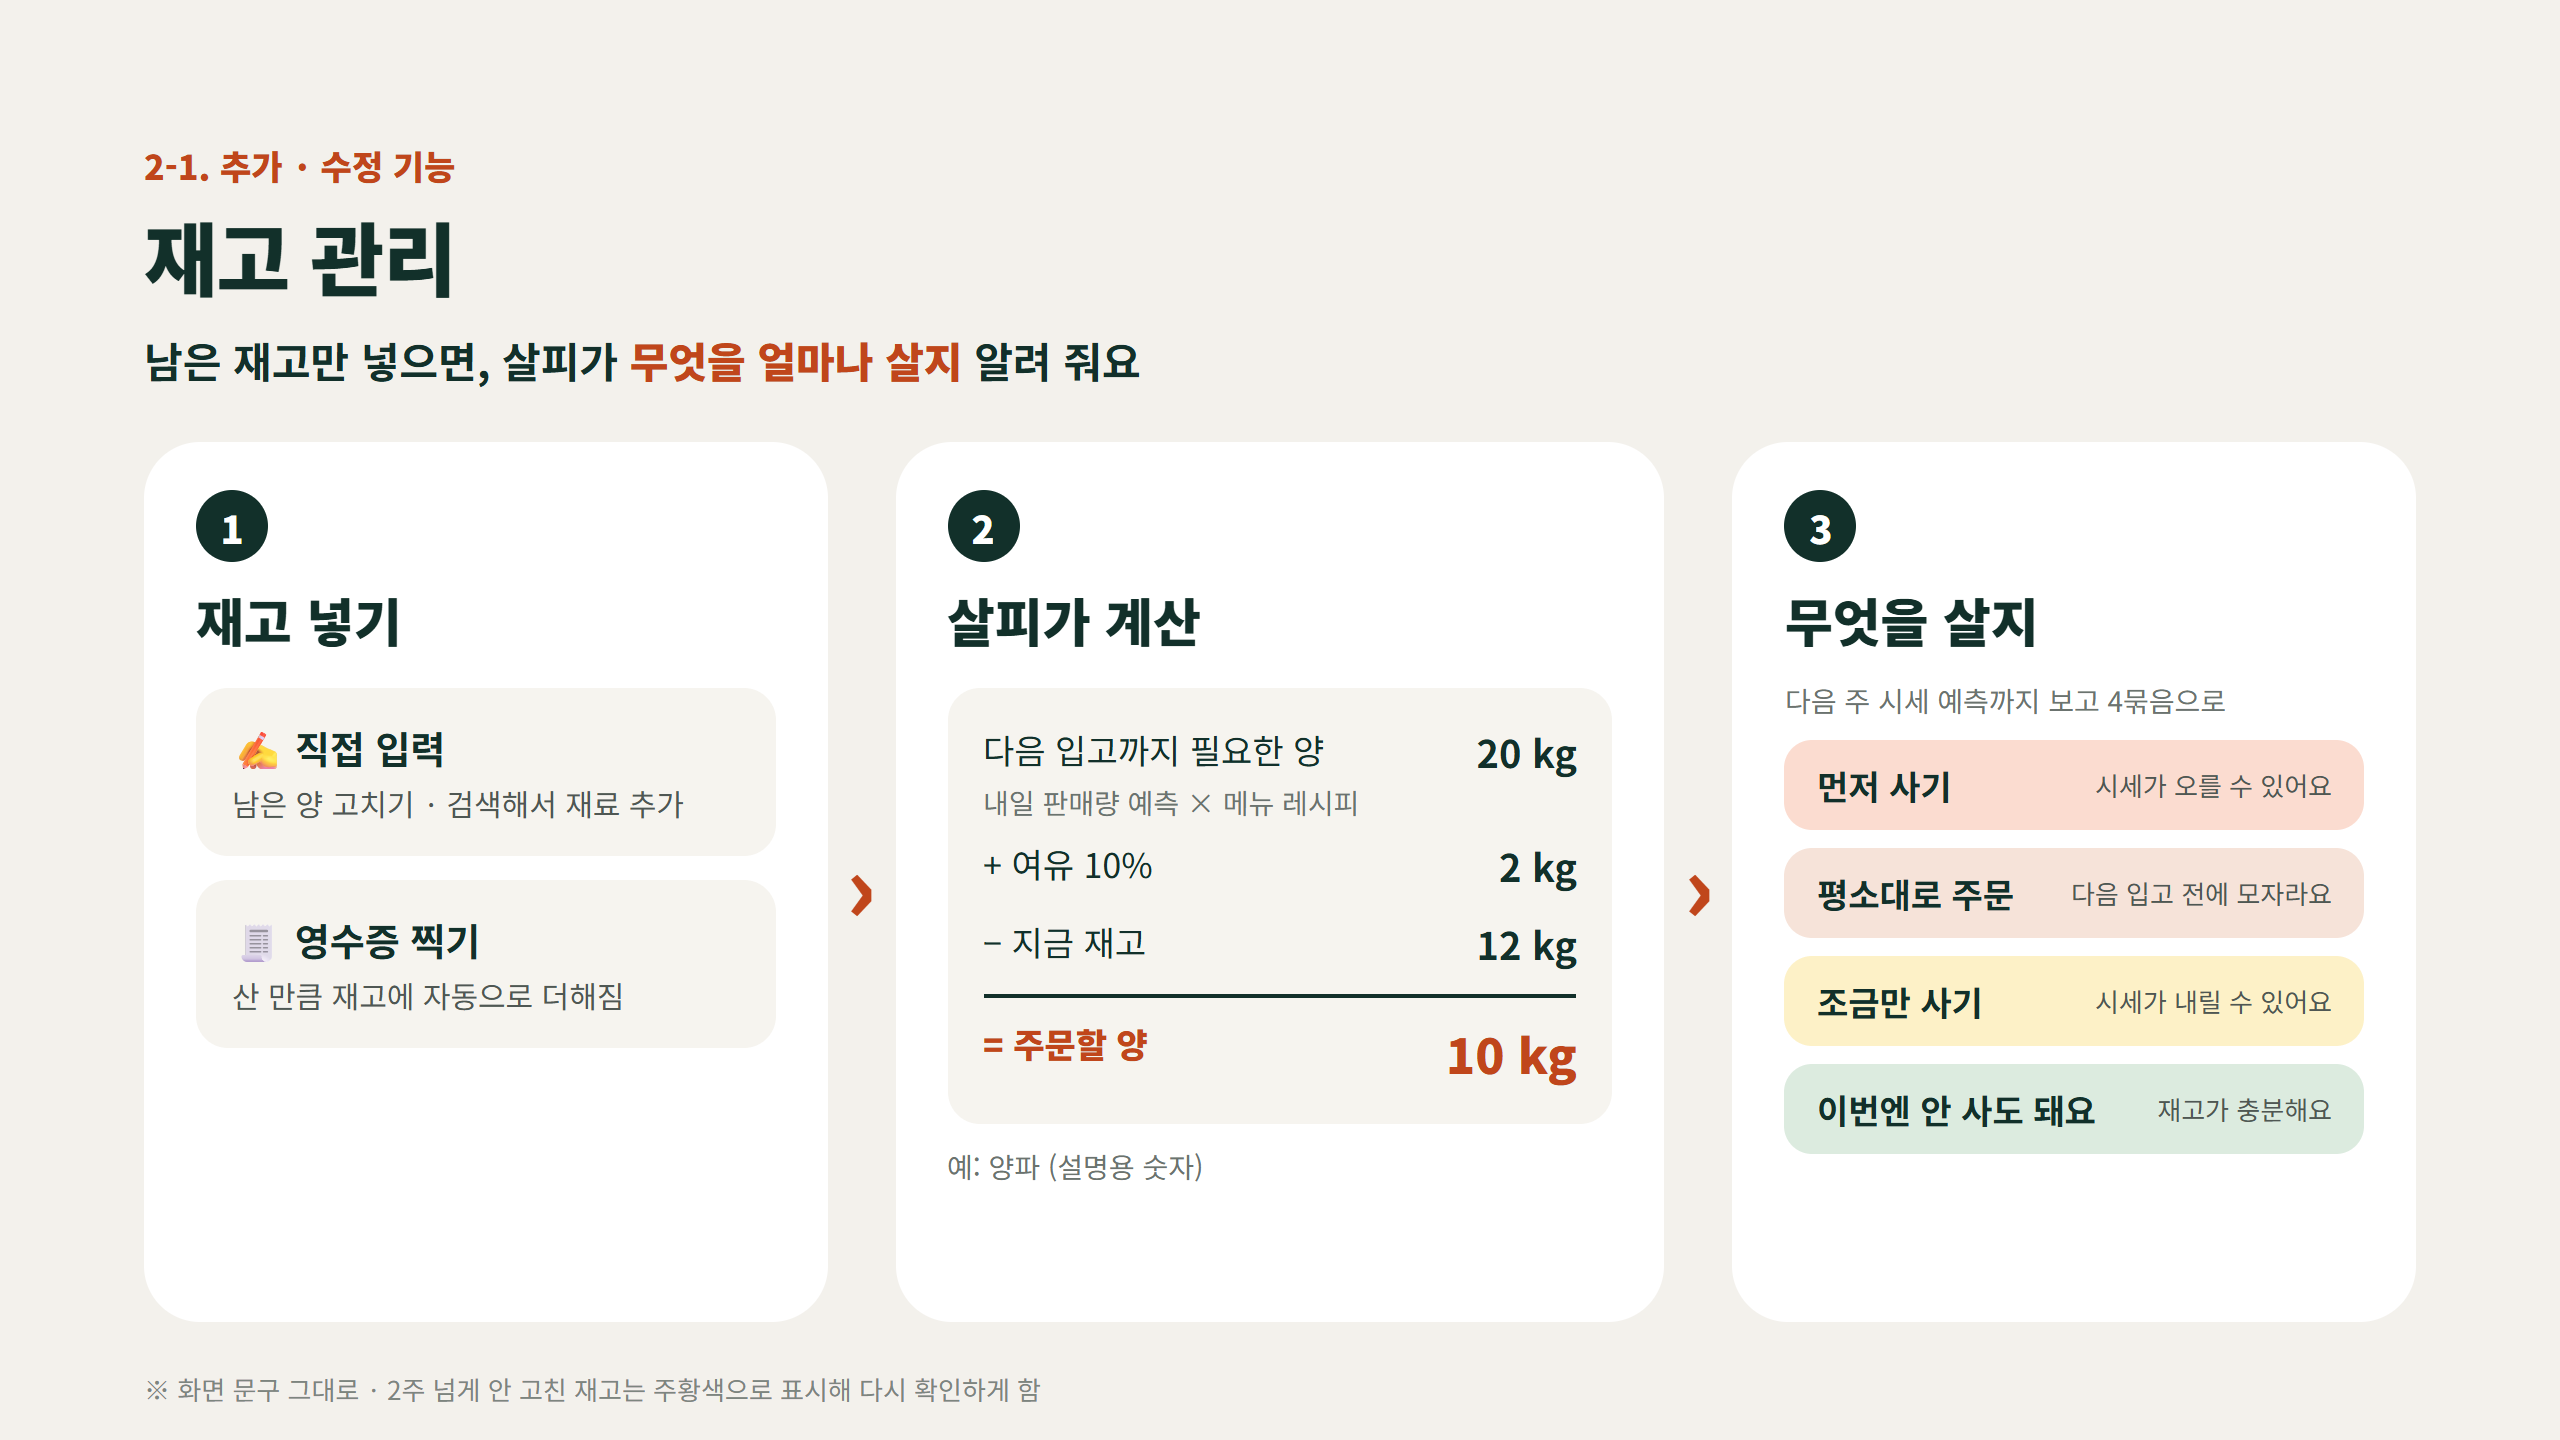 2-1. 추가 · 수정 기능
재고 관리
남은 재고만 넣으면, 살피가 무엇을 얼마나 살지 알려 줘요
1
재고 넣기
✍️ 직접 입력
남은 양 고치기 · 검색해서 재료 추가
🧾 영수증 찍기
산 만큼 재고에 자동으로 더해짐
›
2
살피가 계산
다음 입고까지 필요한 양 20 kg
내일 판매량 예측 × 메뉴 레시피
+ 여유 10% 2 kg
− 지금 재고 12 kg
= 주문할 양 10 kg
예: 양파 (설명용 숫자)
›
3
무엇을 살지
다음 주 시세 예측까지 보고 4묶음으로
먼저 사기 시세가 오를 수 있어요
평소대로 주문 다음 입고 전에 모자라요
조금만 사기 시세가 내릴 수 있어요
이번엔 안 사도 돼요 재고가 충분해요
※ 화면 문구 그대로 · 2주 넘게 안 고친 재고는 주황색으로 표시해 다시 확인하게 함